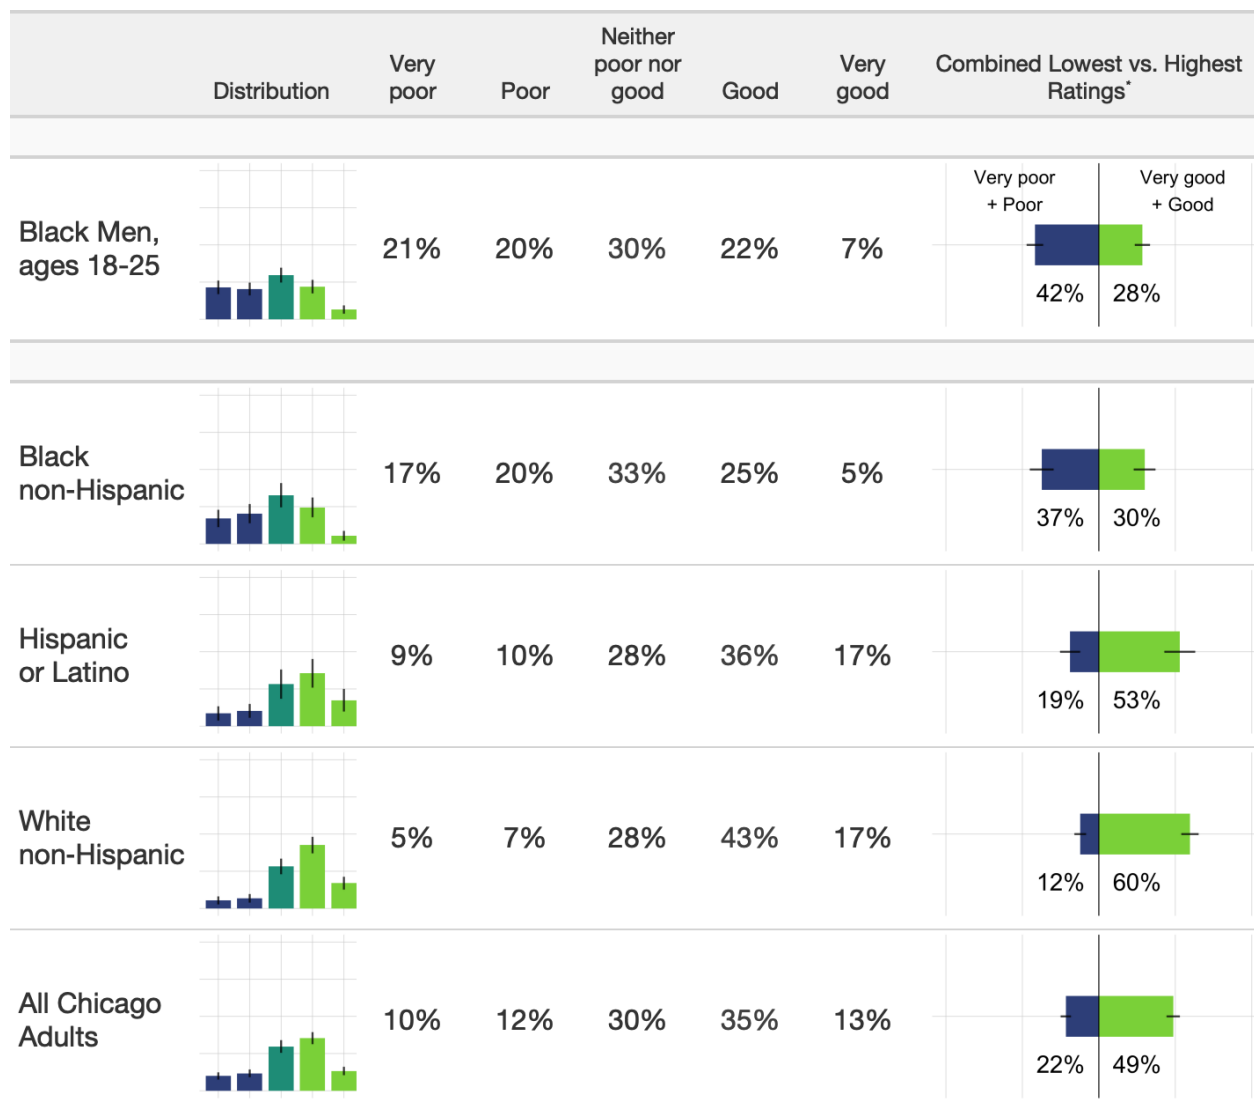 Distribution
Very
poor
Poor
Neither
poor nor
good
Good
Very
good
Combined Lowest vs. Highest
Ratings*
Black Men,
ages 18-25
21%
20%
30%
22%
7%
Very poor
+ Poor
Very good
+ Good
42%
28%
Black
non-Hispanic
17%
20%
33%
25%
5%
37%
30%
Hispanic
or Latino
9%
10%
28%
36%
17%
19%
53%
White
non-Hispanic
5%
7%
28%
43%
17%
12%
60%
All Chicago
Adults
10%
12%
30%
35%
13%
22%
49%